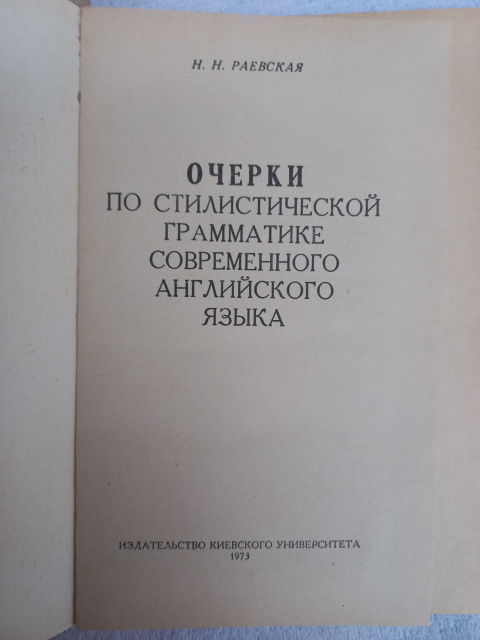 Н. Н. РАЕВСКАЯ
ОЧЕРКИ
ПО СТИЛИСТИЧЕСКОЙ
ГРАММАТИКЕ
СОВРЕМЕННОГО
АНГЛИЙСКОГО
ЯЗЫКА
ИЗДАТЕЛЬСТВО КИЕВСКОГО УНИВЕРСИТЕТА
1973